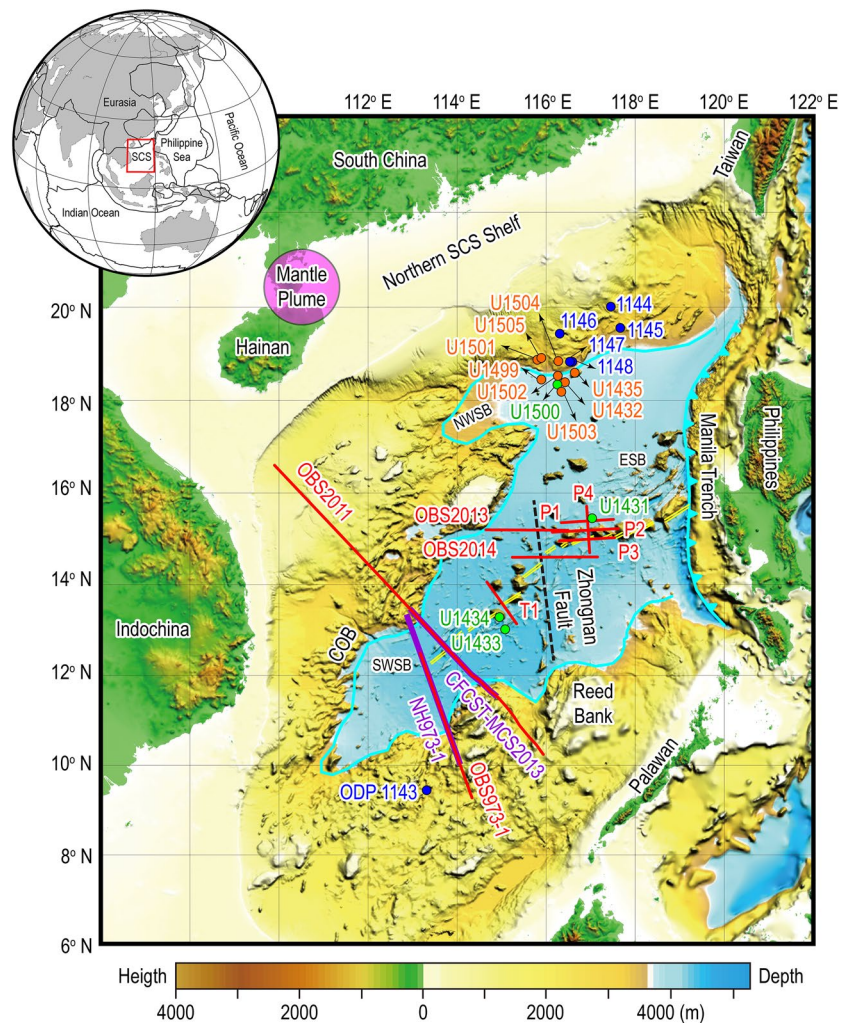 Eurasia
Pacific Ocean
Philippine
Sea
SCS
Indian Ocean
112° E
114° E
116° E
118° E
120° E
122° E
South China
Taiwan
Northern SCS Shelf
Mantle
Plume
Hainan
20° N
18° N
16° N
14° N
12° N
10° N
8° N
6° N
U1504
U1505
U1501
U1499
U1502
U1500
1146
1144
1145
1147
1148
U1435
U1432
U1503
NWSB
ESB
Manila Trench
Philippines
OBS2011
OBS2013
OBS2014
P1
P4
U1431
P2
P3
Zhongnan
Fault
T1
U1434
U1433
Indochina
COB
SWSB
CFCST-MCS2013
NH973-1
OBS973-1
Reed
Bank
Palawan
ODP 1143
Heigth
Depth
4000
2000
0
2000
4000 (m)